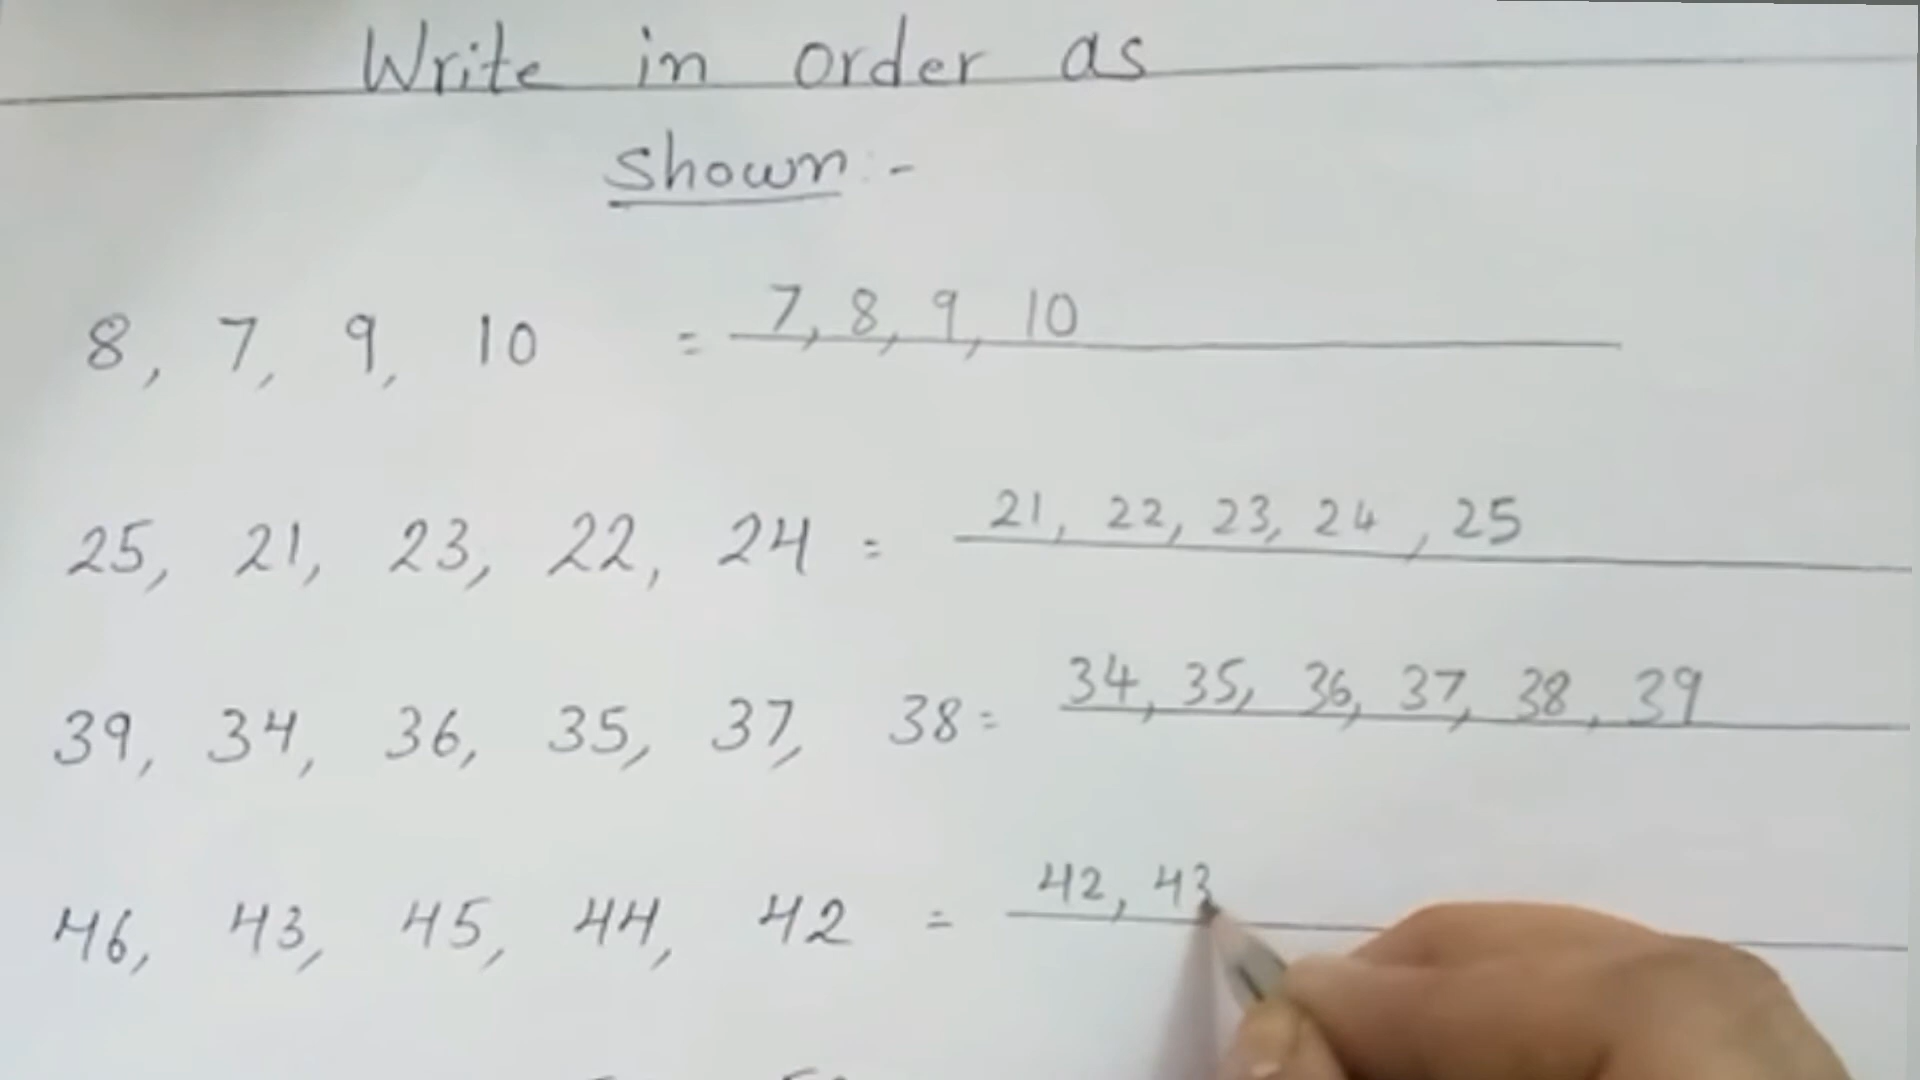 Write in order as
shown :-
8, 7, 9, 10 = 7, 8, 9, 10
25, 21, 23, 22, 24 = 21, 22, 23, 24, 25
39, 34, 36, 35, 37, 38 = 34, 35, 36, 37, 38, 39
46, 43, 45, 44, 42 = 42, 43